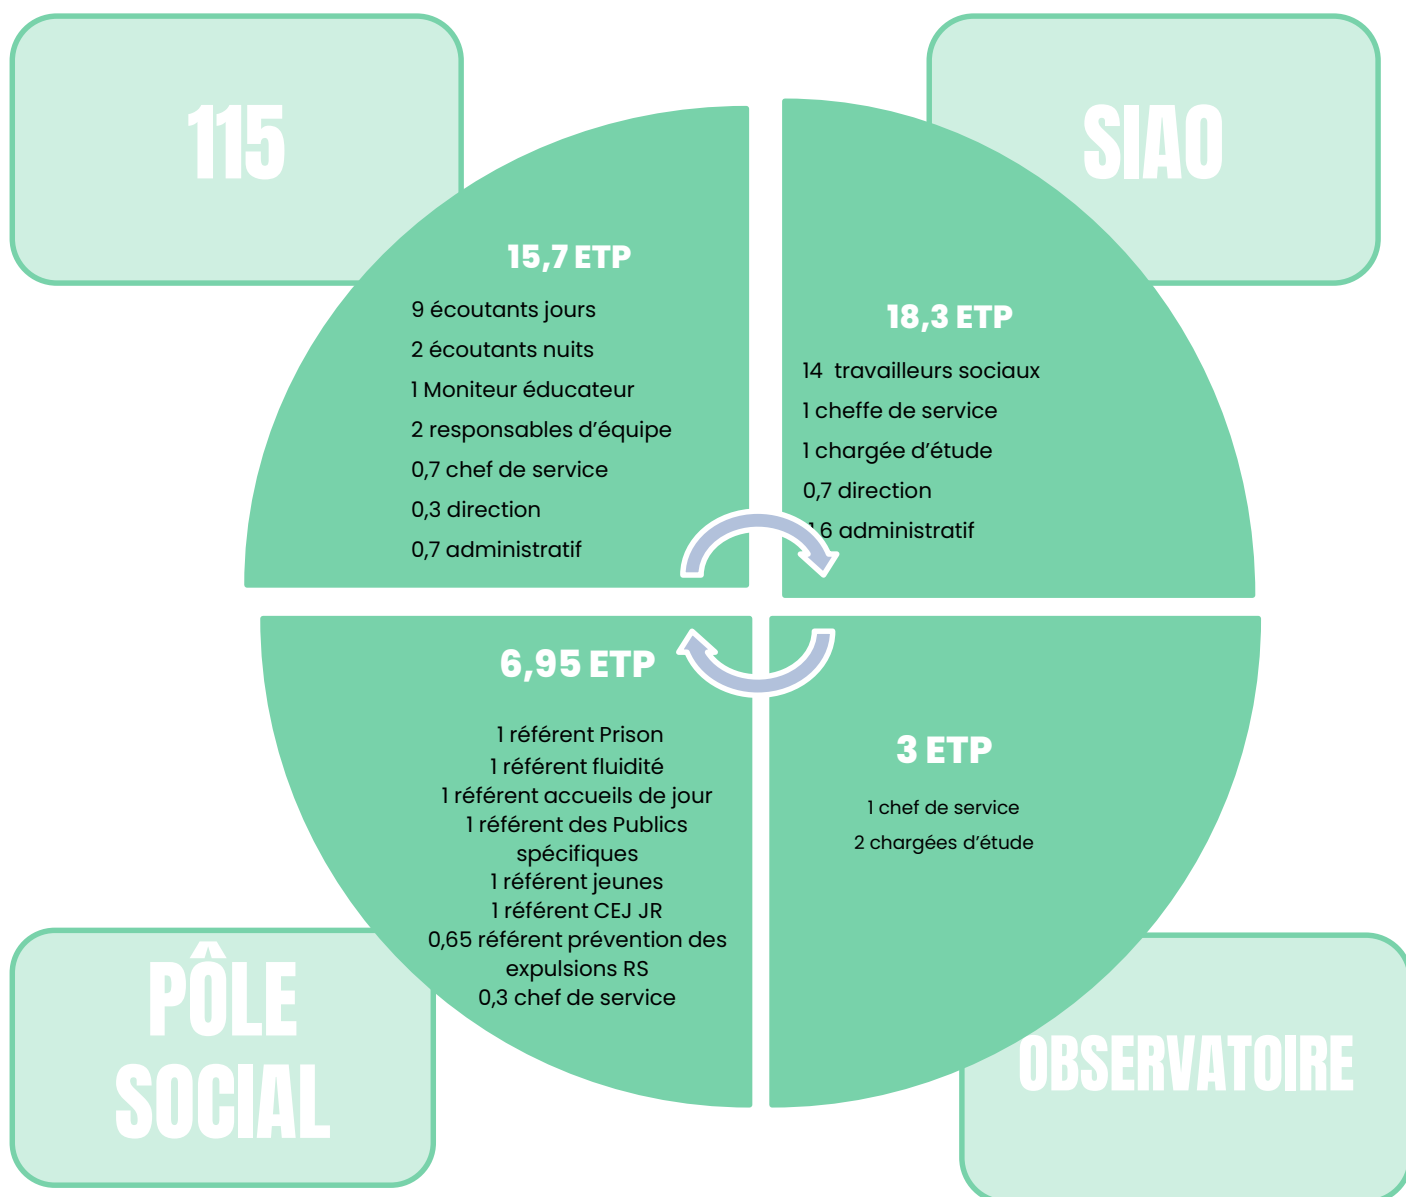 115
15,7 ETP
9 écoutants jours
2 écoutants nuits
1 Moniteur éducateur
2 responsables d’équipe
0,7 chef de service
0,3 direction
0,7 administratif
SIAO
18,3 ETP
14 travailleurs sociaux
1 cheffe de service
1 chargée d’étude
0,7 direction
administratif
6,95 ETP
1 référent Prison
1 référent fluidité
1 référent accueils de jour
1 référent des Publics
spécifiques
1 référent jeunes
1 référent CEJ JR
0,65 référent prévention des
expulsions RS
0,3 chef de service
PÔLE
SOCIAL
3 ETP
1 chef de service
2 chargées d’étude
OBSERVATOIRE